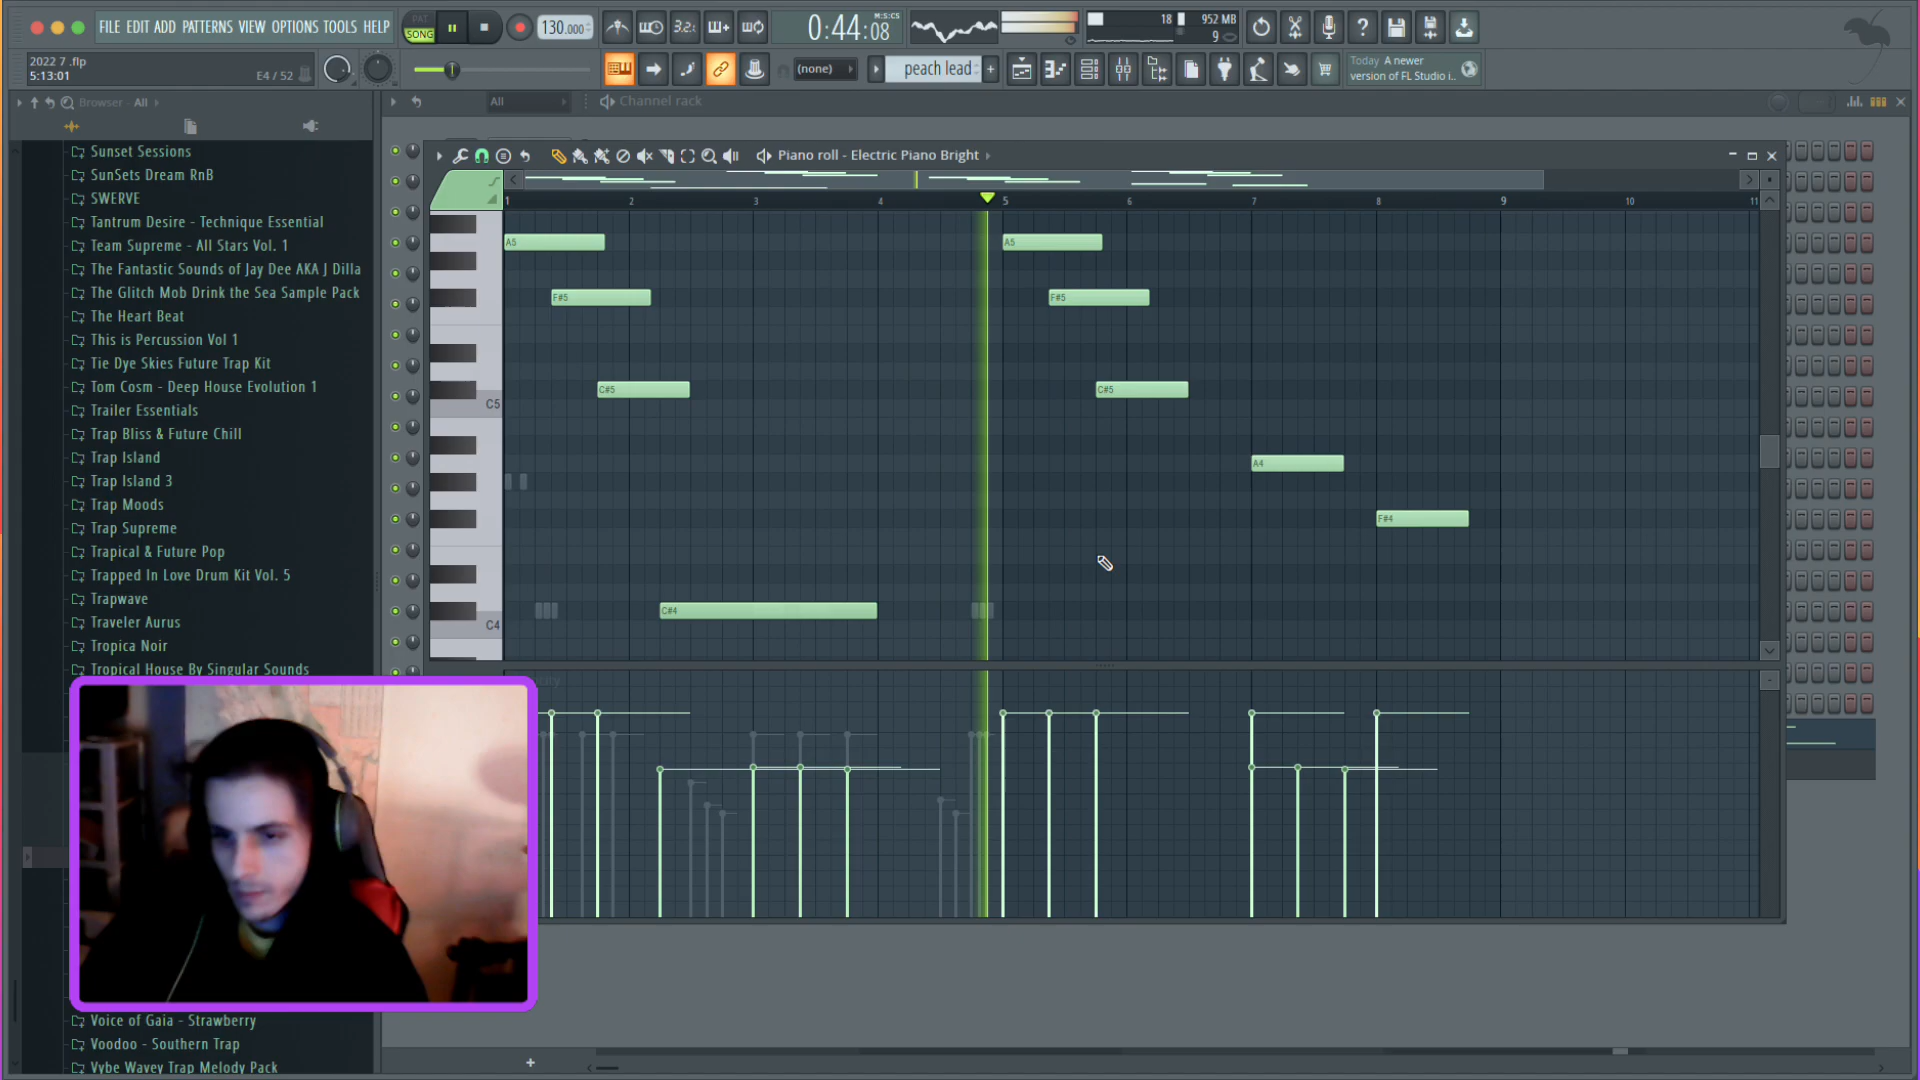 FILE EDIT ADD PATTERNS VIEW OPTIONS TOOLS HELP
PAT
SONG
130.000
3.2.
0:44:08
M:S:CS
18
952 MB
9
2022 7 .flp
5:13:01
E4 / 52
(none)
peach lead
Today A newer
version of FL Studio i..
Browser - All
All
Channel rack
Piano roll - Electric Piano Bright
Sunset Sessions
SunSets Dream RnB
SWERVE
Tantrum Desire - Technique Essential
Team Supreme - All Stars Vol. 1
The Fantastic Sounds of Jay Dee AKA J Dilla
The Glitch Mob Drink the Sea Sample Pack
The Heart Beat
This is Percussion Vol 1
Tie Dye Skies Future Trap Kit
Tom Cosm - Deep House Evolution 1
Trailer Essentials
Trap Bliss & Future Chill
Trap Island
Trap Island 3
Trap Moods
Trap Supreme
Trapical & Future Pop
Trapped In Love Drum Kit Vol. 5
Trapwave
Traveler Aurus
Tropica Noir
Tropical House By Singular Sounds
Voice of Gaia - Strawberry
Voodoo - Southern Trap
Vybe Wavey Trap Melody Pack
1 2 3 4 5 6 7 8 9 10 11
A5 A5
F#5 F#5
C#5 C#5
C5
A4
F#4
C#4
C4